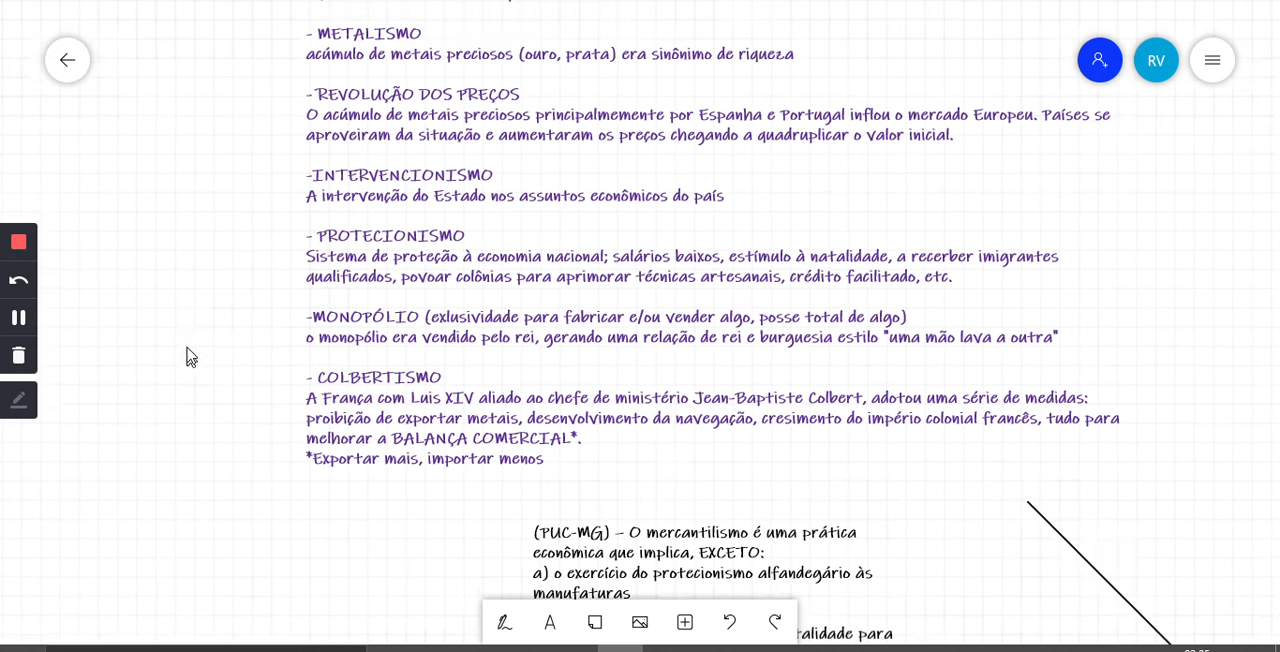 - METALISMO
acúmulo de metais preciosos (ouro, prata) era sinônimo de riqueza
RV
- REVOLUÇÃO DOS PREÇOS
O acúmulo de metais preciosos principalmemente por Espanha e Portugal inflou o mercado Europeu. Países se
aproveiram da situação e aumentaram os preços chegando a quadruplicar o valor inicial.
-INTERVENCIONISMO
A intervenção do Estado nos assuntos econômicos do país
- PROTECIONISMO
Sistema de proteção à economia nacional; salários baixos, estímulo à natalidade, a recerber imigrantes
qualificados, povoar colônias para aprimorar técnicas artesanais, crédito facilitado, etc.
-MONOPÓLIO (exlusividade para fabricar e/ou vender algo, posse total de algo)
o monopólio era vendido pelo rei, gerando uma relação de rei e burguesia estilo "uma mão lava a outra"
- COLBERTISMO
A França com Luis XIV aliado ao chefe de ministério Jean-Baptiste Colbert, adotou uma série de medidas:
proibição de exportar metais, desenvolvimento da navegação, cresimento do império colonial francês, tudo para
melhorar a BALANÇA COMERCIAL*.
*Exportar mais, importar menos
(PUC-MG) – O mercantilismo é uma prática
econômica que implica, EXCETO:
a) o exercício do protecionismo alfandegário às
manufaturas
para